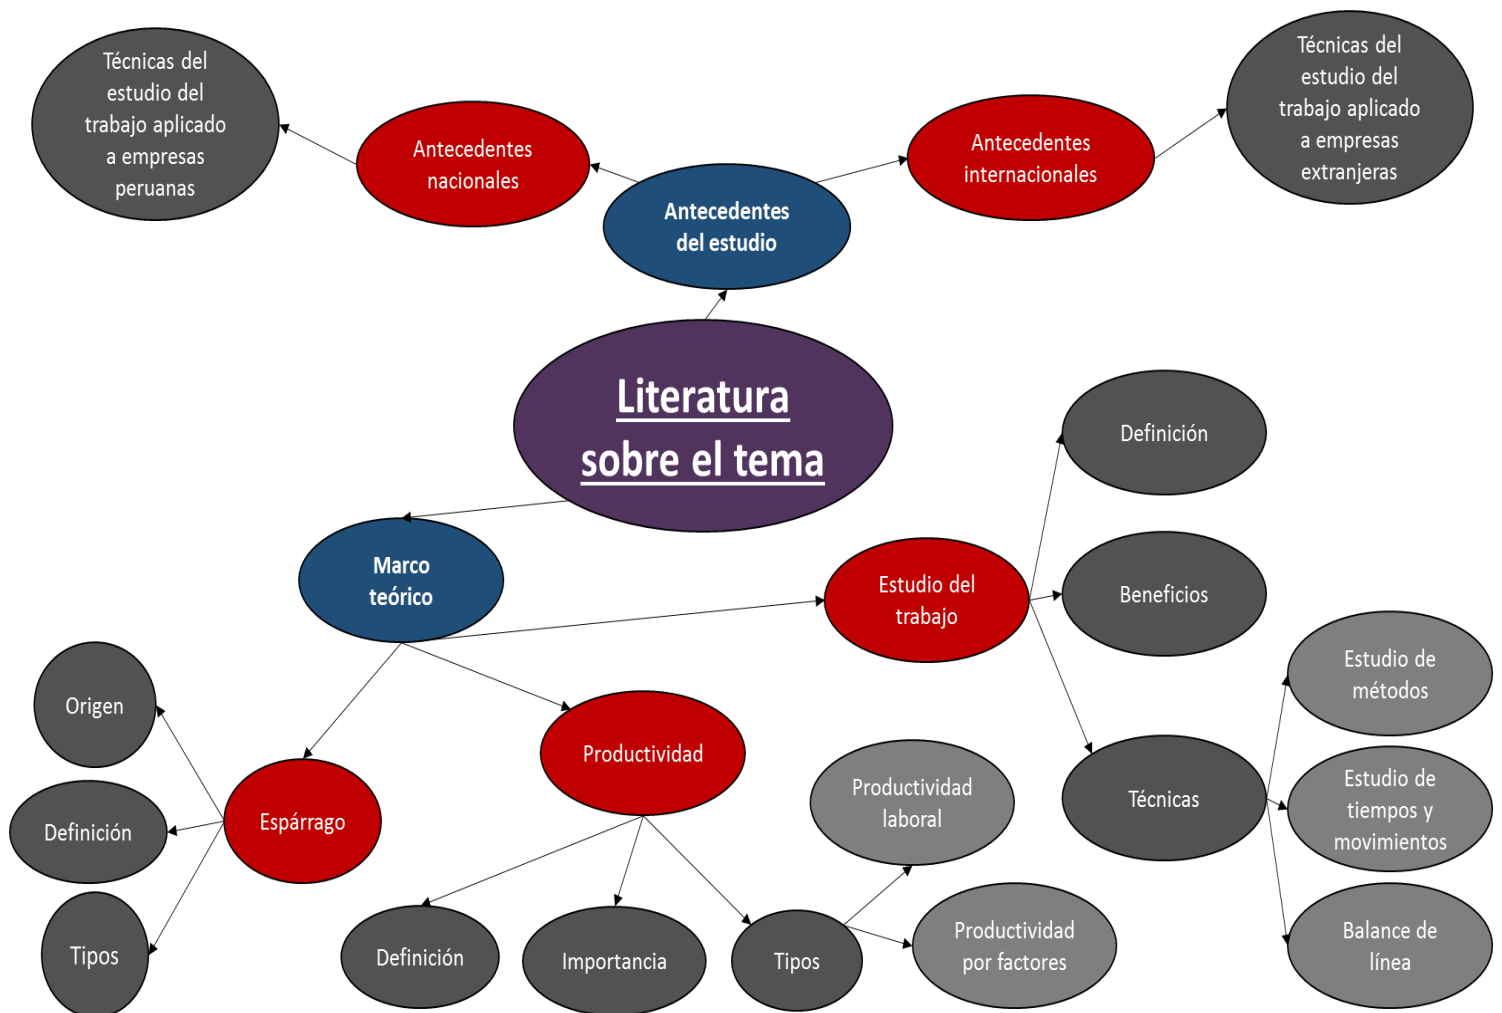 Técnicas del
estudio del
trabajo aplicado
a empresas
peruanas
Antecedentes
nacionales
Antecedentes
del estudio
Antecedentes
internacionales
Técnicas del
estudio del
trabajo aplicado
a empresas
extranjeras
Literatura
sobre el tema
Marco
teórico
Estudio del
trabajo
Definición
Beneficios
Técnicas
Estudio de
métodos
Estudio de
tiempos y
movimientos
Balance de
línea
Productividad
Definición
Importancia
Tipos
Productividad
laboral
Productividad
por factores
Espárrago
Origen
Definición
Tipos